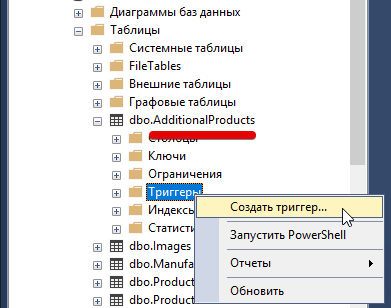 Диаграммы баз данных
Таблицы
Системные таблицы
FileTables
Внешние таблицы
Графовые таблицы
dbo.AdditionalProducts
Столбцы
Ключи
Ограничения
Триггеры
Создать триггер...
Индексы
Запустить PowerShell
Статисти
dbo.Images
Отчеты
dbo.Manufa
dbo.Product
Обновить
dbo.Product